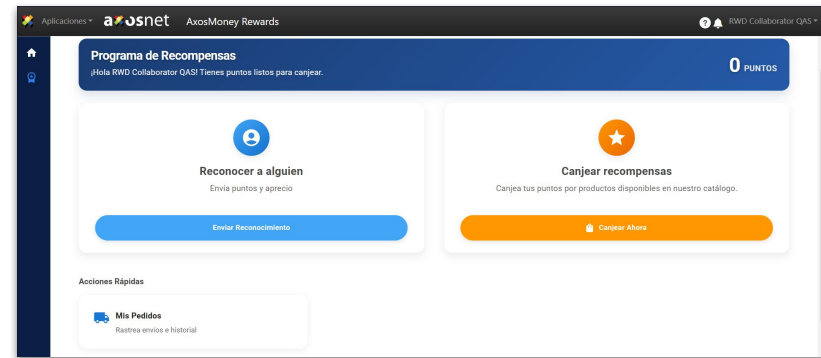 Aplicaciones
axosnet
AxosMoney Rewards
RWD Collaborator QAS
Programa de Recompensas
¡Hola RWD Collaborator QAS! Tienes puntos listos para canjear.
0 PUNTOS
Reconocer a alguien
Envía puntos y aprecio
Enviar Reconocimiento
Canjear recompensas
Canjea tus puntos por productos disponibles en nuestro catálogo.
Canjear Ahora
Acciones Rápidas
Mis Pedidos
Rastrea envíos e historial